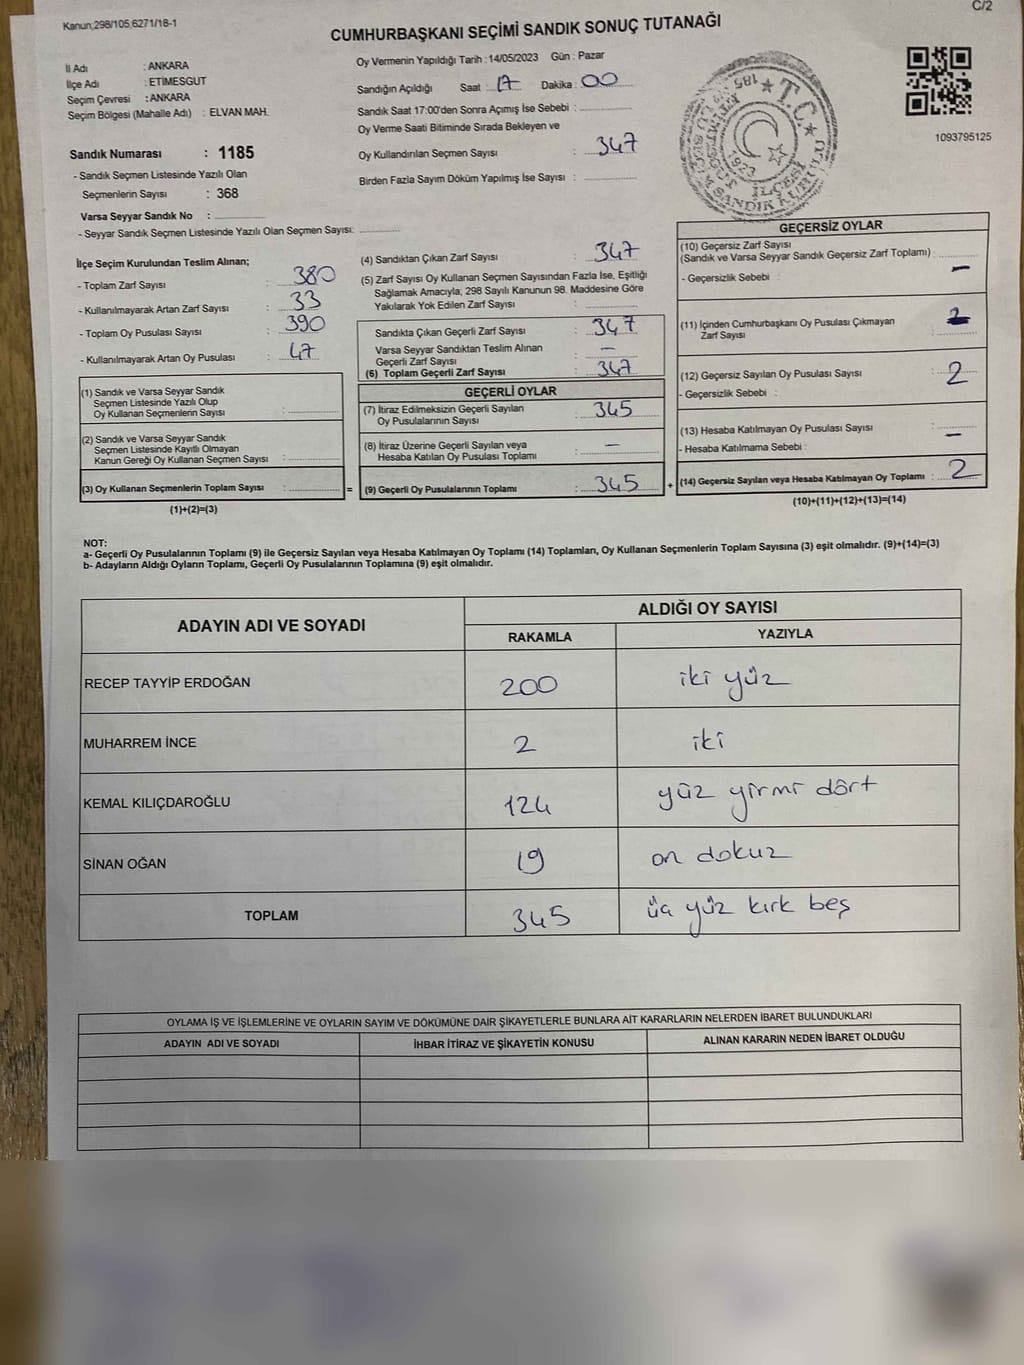 Kanun;298/105,6271/18-1
C/2
CUMHURBAŞKANI SEÇİMİ SANDIK SONUÇ TUTANAĞI
İl Adı : ANKARA
İlçe Adı : ETİMESGUT
Seçim Çevresi : ANKARA
Seçim Bölgesi (Mahalle Adı) : ELVAN MAH.
Sandık Numarası : 1185
- Sandık Seçmen Listesinde Yazılı Olan
Seçmenlerin Sayısı : 368
Varsa Seyyar Sandık No :
- Seyyar Sandık Seçmen Listesinde Yazılı Olan Seçmen Sayısı:
Oy Vermenin Yapıldığı Tarih : 14/05/2023 Gün : Pazar
Sandığın Açıldığı Saat : 17 Dakika : 00
Sandık Saat 17:00'den Sonra Açımış İse Sebebi :
Oy Verme Saati Bitiminde Sırada Bekleyen ve
Oy Kullandırılan Seçmen Sayısı : 347
Birden Fazla Sayım Döküm Yapılmış İse Sayısı :
T.C.
1923
1093795125
İlçe Seçim Kurulundan Teslim Alınan;
- Toplam Zarf Sayısı : 380
- Kullanılmayarak Artan Zarf Sayısı : 33
- Toplam Oy Pusulası Sayısı : 390
- Kullanılmayarak Artan Oy Pusulası : 47
(1) Sandık ve Varsa Seyyar Sandık
Seçmen Listesinde Yazılı Olup
Oy Kullanan Seçmenlerin Sayısı :
(2) Sandık ve Varsa Seyyar Sandık
Seçmen Listesinde Kayıtlı Olmayan
Kanun Gereği Oy Kullanan Seçmen Sayısı :
(3) Oy Kullanan Seçmenlerin Toplam Sayısı : =
(1)+(2)=(3)
(4) Sandıktan Çıkan Zarf Sayısı : 347
(5) Zarf Sayısı Oy Kullanan Seçmen Sayısından Fazla İse, Eşitliği
Sağlamak Amacıyla, 298 Sayılı Kanunun 98. Maddesine Göre
Yakılarak Yok Edilen Zarf Sayısı :
Sandıkta Çıkan Geçerli Zarf Sayısı : 347
Varsa Seyyar Sandıktan Teslim Alınan
Geçerli Zarf Sayısı : —
(6) Toplam Geçerli Zarf Sayısı : 347
GEÇERLİ OYLAR
(7) İtiraz Edilmeksizin Geçerli Sayılan
Oy Pusulalarının Sayısı : 345
(8) İtiraz Üzerine Geçerli Sayılan veya
Hesaba Katılan Oy Pusulası Toplamı : —
(9) Geçerli Oy Pusulalarının Toplamı : 345 +
GEÇERSİZ OYLAR
(10) Geçersiz Zarf Sayısı
(Sandık ve Varsa Seyyar Sandık Geçersiz Zarf Toplamı) :
- Geçersizlik Sebebi : —
(11) İçinden Cumhurbaşkanı Oy Pusulası Çıkmayan
Zarf Sayısı :
(12) Geçersiz Sayılan Oy Pusulası Sayısı : 2
- Geçersizlik Sebebi :
(13) Hesaba Katılmayan Oy Pusulası Sayısı : —
- Hesaba Katılmama Sebebi :
(14) Geçersiz Sayılan veya Hesaba Katılmayan Oy Toplamı : 2
(10)+(11)+(12)+(13)=(14)
NOT:
a- Geçerli Oy Pusulalarının Toplamı (9) ile Geçersiz Sayılan veya Hesaba Katılmayan Oy Toplamı (14) Toplamları, Oy Kullanan Seçmenlerin Toplam Sayısına (3) eşit olmalıdır. (9)+(14)=(3)
b- Adayların Aldığı Oyların Toplamı, Geçerli Oy Pusulalarının Toplamına (9) eşit olmalıdır.
ADAYIN ADI VE SOYADI
ALDIĞI OY SAYISI
RAKAMLA YAZIYLA
RECEP TAYYİP ERDOĞAN 200 iki yüz
MUHARREM İNCE 2 iki
KEMAL KILIÇDAROĞLU 124 yüz yirmi dört
SİNAN OĞAN 19 on dokuz
TOPLAM 345 üç yüz kırk beş
OYLAMA İŞ VE İŞLEMLERİNE VE OYLARIN SAYIM VE DÖKÜMÜNE DAİR ŞİKAYETLERLE BUNLARA AİT KARARLARIN NELERDEN İBARET BULUNDUKLARI
ADAYIN ADI VE SOYADI İHBAR İTİRAZ VE ŞİKAYETİN KONUSU ALINAN KARARIN NEDEN İBARET OLDUĞU